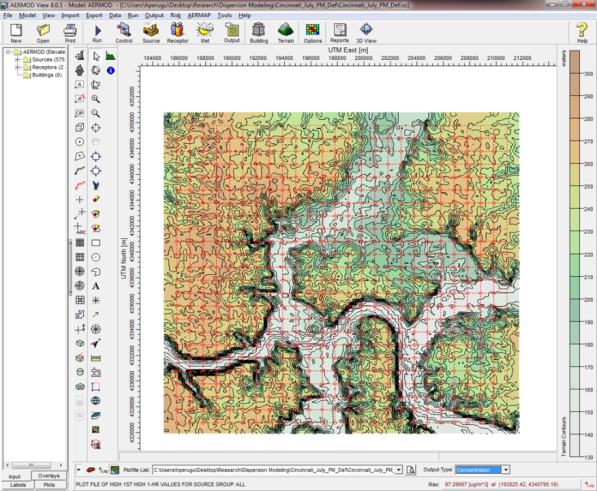 AERMOD View 8.0.5 - Model: AERMOD - [C:\Users\hperugu\Desktop\Research\Dispersion Modeling\Cincinnati_July_PM_Def\Cincinnati_July_PM_Def.isc]
File Mode View Import Export Data Run Output Risk AERMAP Tools Help
New Open Print Run Control Source Receptor Met Output Building Terrain Options Reports 3D View Help
AERMOD (Elevate
Sources (575
Receptors (2
Buildings (0)
UTM East [m]
184000 186000 188000 190000 192000 194000 196000 198000 200000 202000 204000 206000 208000 210000 212000
meters
300
290
280
270
260
250
240
230
220
210
200
190
180
170
160
150
140
130
Terrain Contours
UTM North [m]
4352000
4350000
4348000
4346000
4344000
4342000
4340000
4338000
4336000
4334000
4332000
4330000
4328000
Input Overlays
Labels Plots
Plotfile List: C:\Users\hperugu\Desktop\Research\Dispersion Modeling\Cincinnati_July_PM_Def\Cincinnati_July_PM_
Output Type: Concentration
PLOT FILE OF HIGH 1ST HIGH 1-HR VALUES FOR SOURCE GROUP: ALL
Max: 97.29687 [ug/m^3] at (193825.42, 4340795.19)